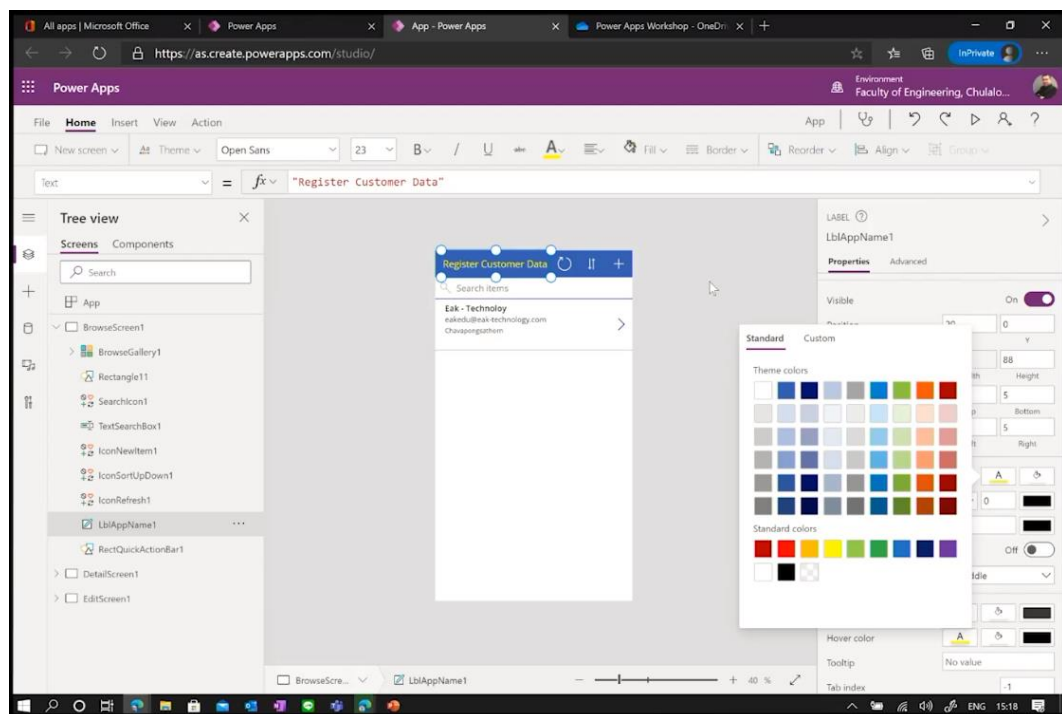 All apps | Microsoft Office
Power Apps
App - Power Apps
Power Apps Workshop - OneDri
https://as.create.powerapps.com/studio/
InPrivate
Power Apps
Environment
Faculty of Engineering, Chulalo...
File Home Insert View Action
App
New screen Theme Open Sans 23 B / U abc A Fill Border Reorder Align Group
Text = fx "Register Customer Data"
Tree view
Screens Components
Search
App
BrowseScreen1
BrowseGallery1
Rectangle11
SearchIcon1
TextSearchBox1
IconNewItem1
IconSortUpDown1
IconRefresh1
LblAppName1
RectQuickActionBar1
DetailScreen1
EditScreen1
Register Customer Data
Search items
Eak - Technoloy
eakedu@eak-technology.com
Chavapongsathorn
LABEL
LblAppName1
Properties Advanced
Visible On
20 0
Y
88
Height
5
Bottom
5
Right
A
0
Off
Hover color A
Tooltip No value
Tab index -1
Standard Custom
Theme colors
Standard colors
BrowseScre... LblAppName1
40 %
ENG 15:18